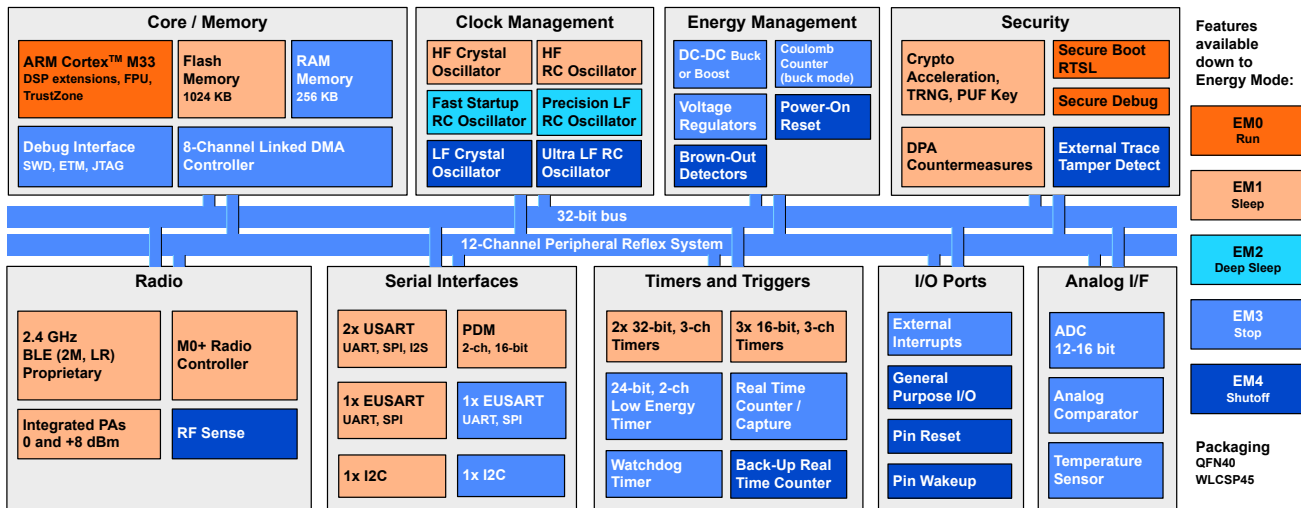 Core / Memory
ARM Cortex™ M33
DSP extensions, FPU,
TrustZone
Flash
Memory
1024 KB
RAM
Memory
256 KB
Debug Interface
SWD, ETM, JTAG
8-Channel Linked DMA
Controller
Clock Management
HF Crystal
Oscillator
HF
RC Oscillator
Fast Startup
RC Oscillator
Precision LF
RC Oscillator
LF Crystal
Oscillator
Ultra LF RC
Oscillator
Energy Management
DC-DC Buck
or Boost
Coulomb
Counter
(buck mode)
Voltage
Regulators
Power-On
Reset
Brown-Out
Detectors
Security
Crypto
Acceleration,
TRNG, PUF Key
Secure Boot
RTSL
Secure Debug
DPA
Countermeasures
External Trace
Tamper Detect
Features
available
down to
Energy Mode:
EM0
Run
EM1
Sleep
EM2
Deep Sleep
EM3
Stop
EM4
Shutoff
Packaging
QFN40
WLCSP45
32-bit bus
12-Channel Peripheral Reflex System
Radio
2.4 GHz
BLE (2M, LR)
Proprietary
M0+ Radio
Controller
Integrated PAs
0 and +8 dBm
RF Sense
Serial Interfaces
2x USART
UART, SPI, I2S
PDM
2-ch, 16-bit
1x EUSART
UART, SPI
1x EUSART
UART, SPI
1x I2C
1x I2C
Timers and Triggers
2x 32-bit, 3-ch
Timers
3x 16-bit, 3-ch
Timers
24-bit, 2-ch
Low Energy
Timer
Real Time
Counter /
Capture
Watchdog
Timer
Back-Up Real
Time Counter
I/O Ports
External
Interrupts
General
Purpose I/O
Pin Reset
Pin Wakeup
Analog I/F
ADC
12-16 bit
Analog
Comparator
Temperature
Sensor